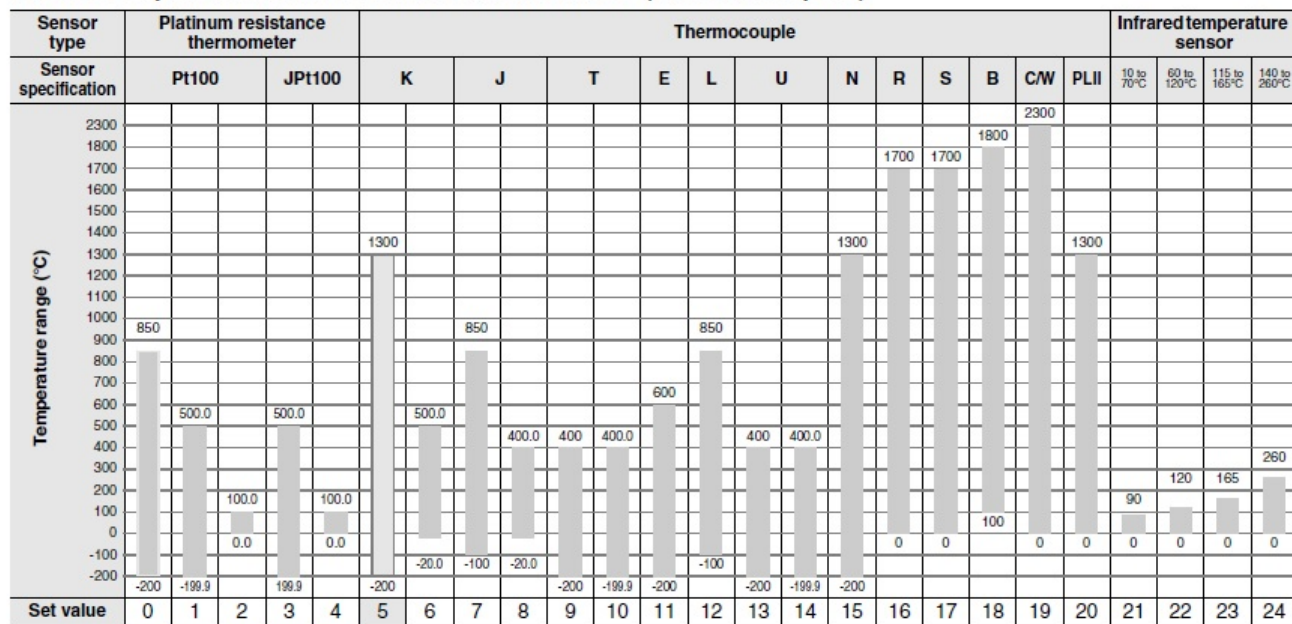 Sensor type Platinum resistance thermometer Thermocouple Infrared temperature sensor
Sensor specification Pt100 JPt100 K J T E L U N R S B C/W PLII 10 to 70°C 60 to 120°C 115 to 165°C 140 to 260°C
Temperature range (°C)
2300 2300
1800 1800
1700 1700 1700
1600
1500
1400 1300 1300 1300
1300
1200
1100
1000 850 850 850
900
800
700 600
600 500.0 500.0 500.0
500 400.0 400 400.0 400 400.0
400
300 260
200 100.0 100.0 90 120 165
100 100
0 0.0 0.0 0 0 0 0 0 0 0 0
-100 -20.0 -100 -20.0 -100
-200 -200 -199.9 199.9 -200 -200 -199.9 -200 -200 -199.9 -200
Set value 0 1 2 3 4 5 6 7 8 9 10 11 12 13 14 15 16 17 18 19 20 21 22 23 24